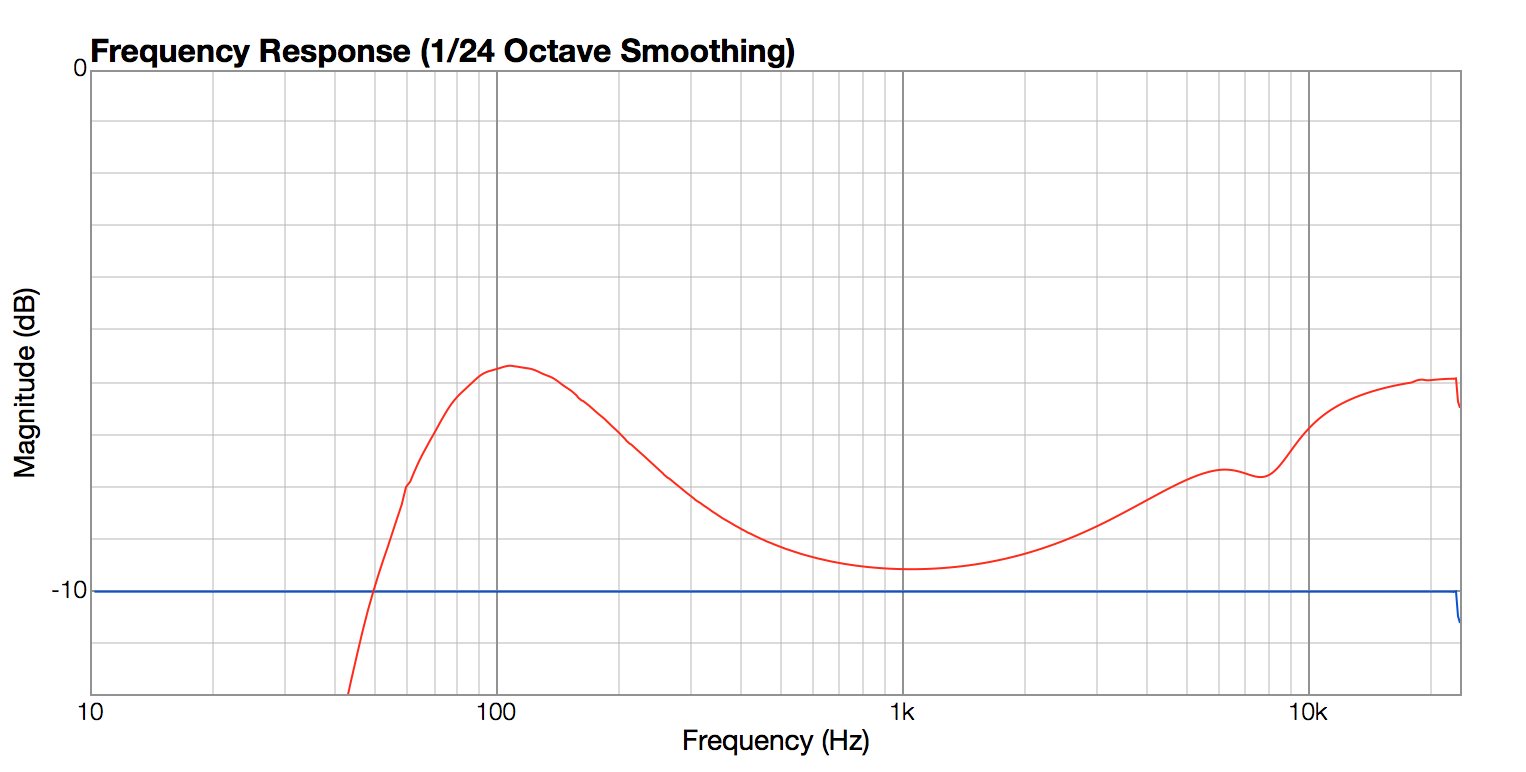 Frequency Response (1/24 Octave Smoothing)
0
Magnitude (dB)
-10
10 100 1k 10k
Frequency (Hz)